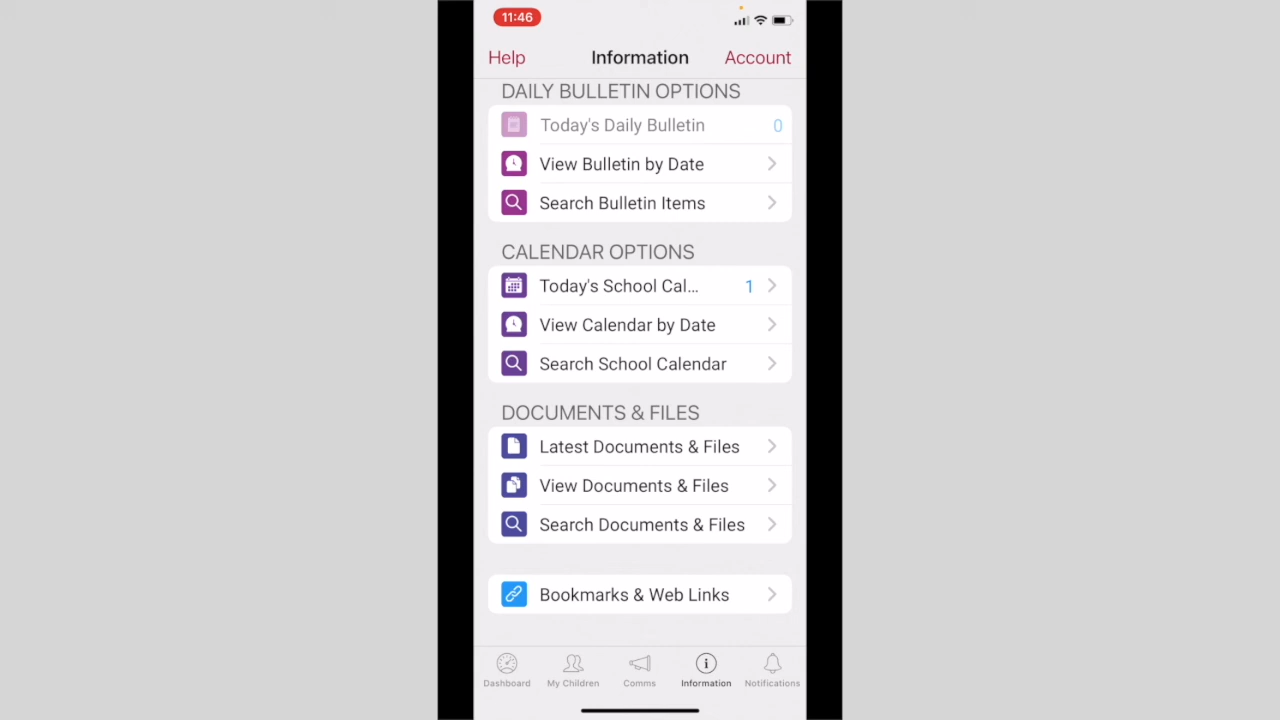 11:46
Help Information Account
DAILY BULLETIN OPTIONS
Today's Daily Bulletin 0
View Bulletin by Date
Search Bulletin Items
CALENDAR OPTIONS
Today's School Cal... 1
View Calendar by Date
Search School Calendar
DOCUMENTS & FILES
Latest Documents & Files
View Documents & Files
Search Documents & Files
Bookmarks & Web Links
Dashboard My Children Comms Information Notifications